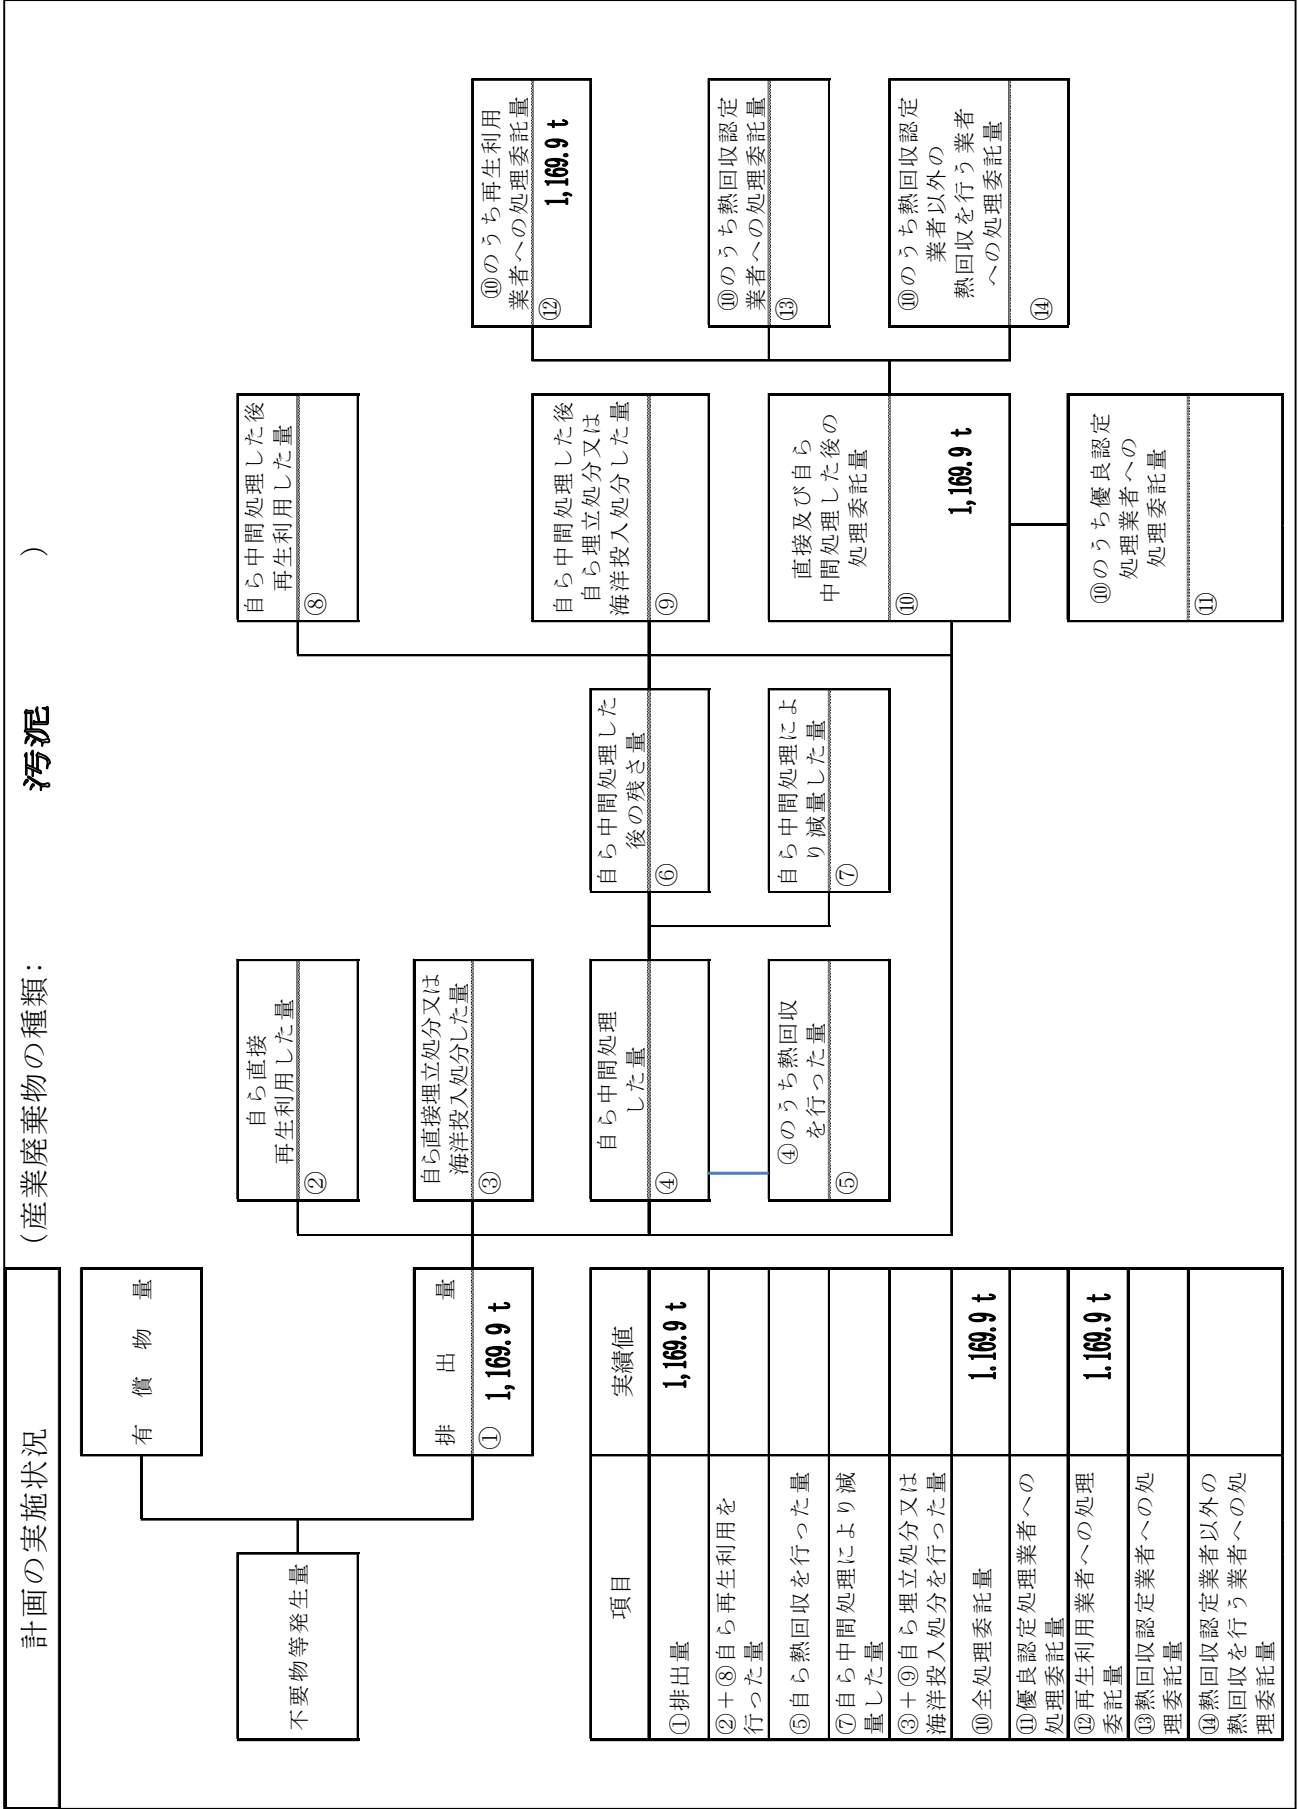 計画の実施状況
(産業廃棄物の種類: 汚泥 )
不要物等発生量
有償物量
排出量
① 1,169.9 t
自ら直接
再生利用した量
②
自ら直接埋立処分又は
海洋投入処分した量
③
自ら中間処理
した量
④
④のうち熱回収
を行った量
⑤
自ら中間処理した
後の残さ量
⑥
自ら中間処理によ
り減量した量
⑦
自ら中間処理した後
再生利用した量
⑧
自ら中間処理した後
自ら埋立処分又は
海洋投入処分した量
⑨
直接及び自ら
中間処理した後の
処理委託量
⑩ 1,169.9 t
⑩のうち優良認定
処理業者への
処理委託量
⑪
⑩のうち再生利用
業者への処理委託量
⑫ 1,169.9 t
⑩のうち熱回収認定
業者への処理委託量
⑬
⑩のうち熱回収認定
業者以外の
熱回収を行う業者
への処理委託量
⑭
項目 実績値
①排出量 1,169.9 t
②+⑧自ら再生利用を
行った量
⑤自ら熱回収を行った量
⑦自ら中間処理により減
量した量
③+⑨自ら埋立処分又は
海洋投入処分を行った量
⑩全処理委託量 1.169.9 t
⑪優良認定処理業者への
処理委託量
⑫再生利用業者への処理
委託量 1.169.9 t
⑬熱回収認定業者への処
理委託量
⑭熱回収認定業者以外の
熱回収を行う業者への処
理委託量